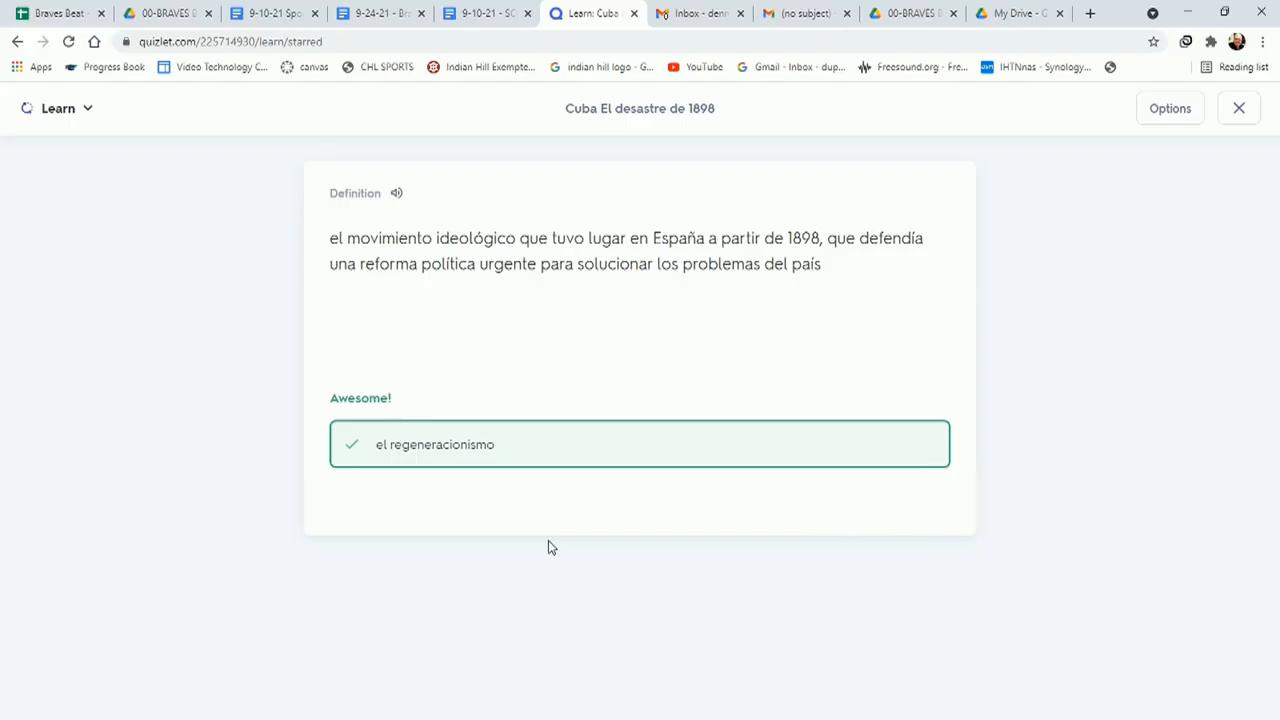 Braves Beat -
00-BRAVES B
9-10-21 Spo
9-24-21 - Bra
9-10-21 - SC
Learn: Cuba
Inbox - dem
(no subject
00-BRAVES B
My Drive - G
quizlet.com/225714930/learn/starred
Apps
Progress Book
Video Technology C...
canvas
CHL SPORTS
Indian Hill Exempte...
indian hill logo - G...
YouTube
Gmail - Inbox - dup...
Freesound.org - Fre...
IHTNnas - Synology...
Reading list
Learn
Cuba El desastre de 1898
Options
Definition
el movimiento ideológico que tuvo lugar en España a partir de 1898, que defendía
una reforma política urgente para solucionar los problemas del país
Awesome!
el regeneracionismo